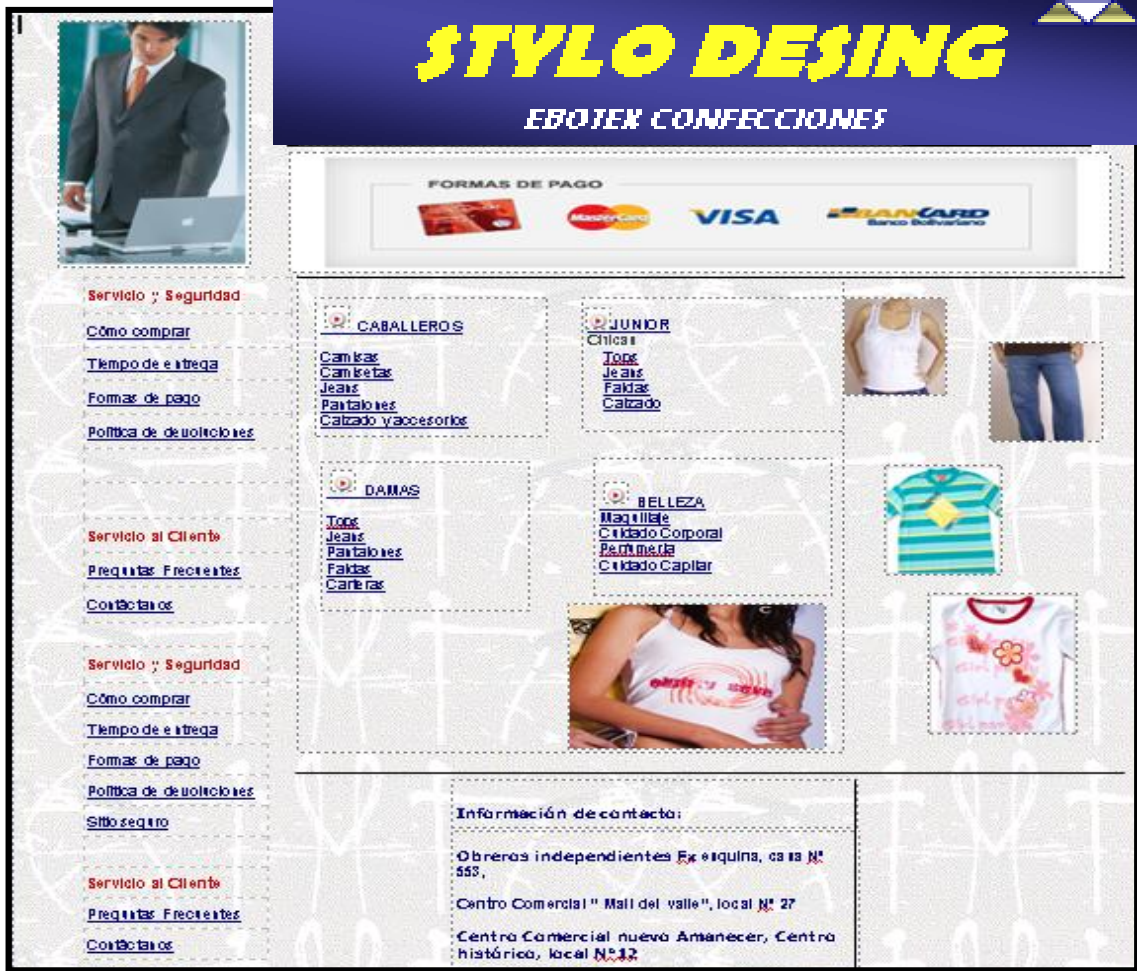 STYLO DESING
EBOTEX CONFECCIONES
FORMAS DE PAGO
MasterCard
VISA
BANKARD
Banco Bolivariano
Servicio y Seguridad
Cómo comprar
Tiempo de entrega
Formas de pago
Política de devoluciones
Servicio al Cliente
Preguntas Frecuentes
Contáctanos
Servicio y Seguridad
Cómo comprar
Tiempo de entrega
Formas de pago
Política de devoluciones
Sitio seguro
Servicio al Cliente
Preguntas Frecuentes
Contáctanos
CABALLEROS
Camisas
Camisetas
Jeans
Pantalones
Calzado y accesorios
JUNIOR
Chicas
Tops
Jeans
Faldas
Calzado
DAMAS
Tops
Jeans
Pantalones
Faldas
Carteras
BELLEZA
Maquillaje
Cuidado Corporal
Perfumería
Cuidado Capilar
Información de contacto:
Obreros independientes Ex esquina, casa Nº
553,
Centro Comercial " Mall del valle", local Nº 27
Centro Comercial nuevo Amanecer, Centro
histórico, local Nº12